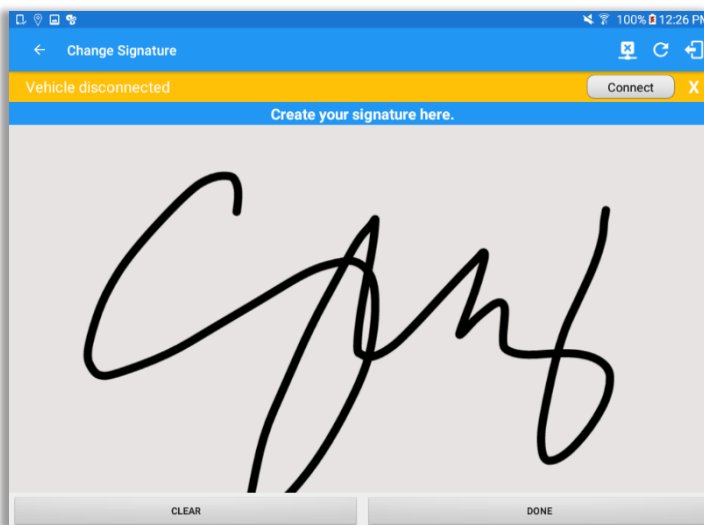 100% 12:26 PM
Change Signature
Vehicle disconnected Connect X
Create your signature here.
CLEAR DONE